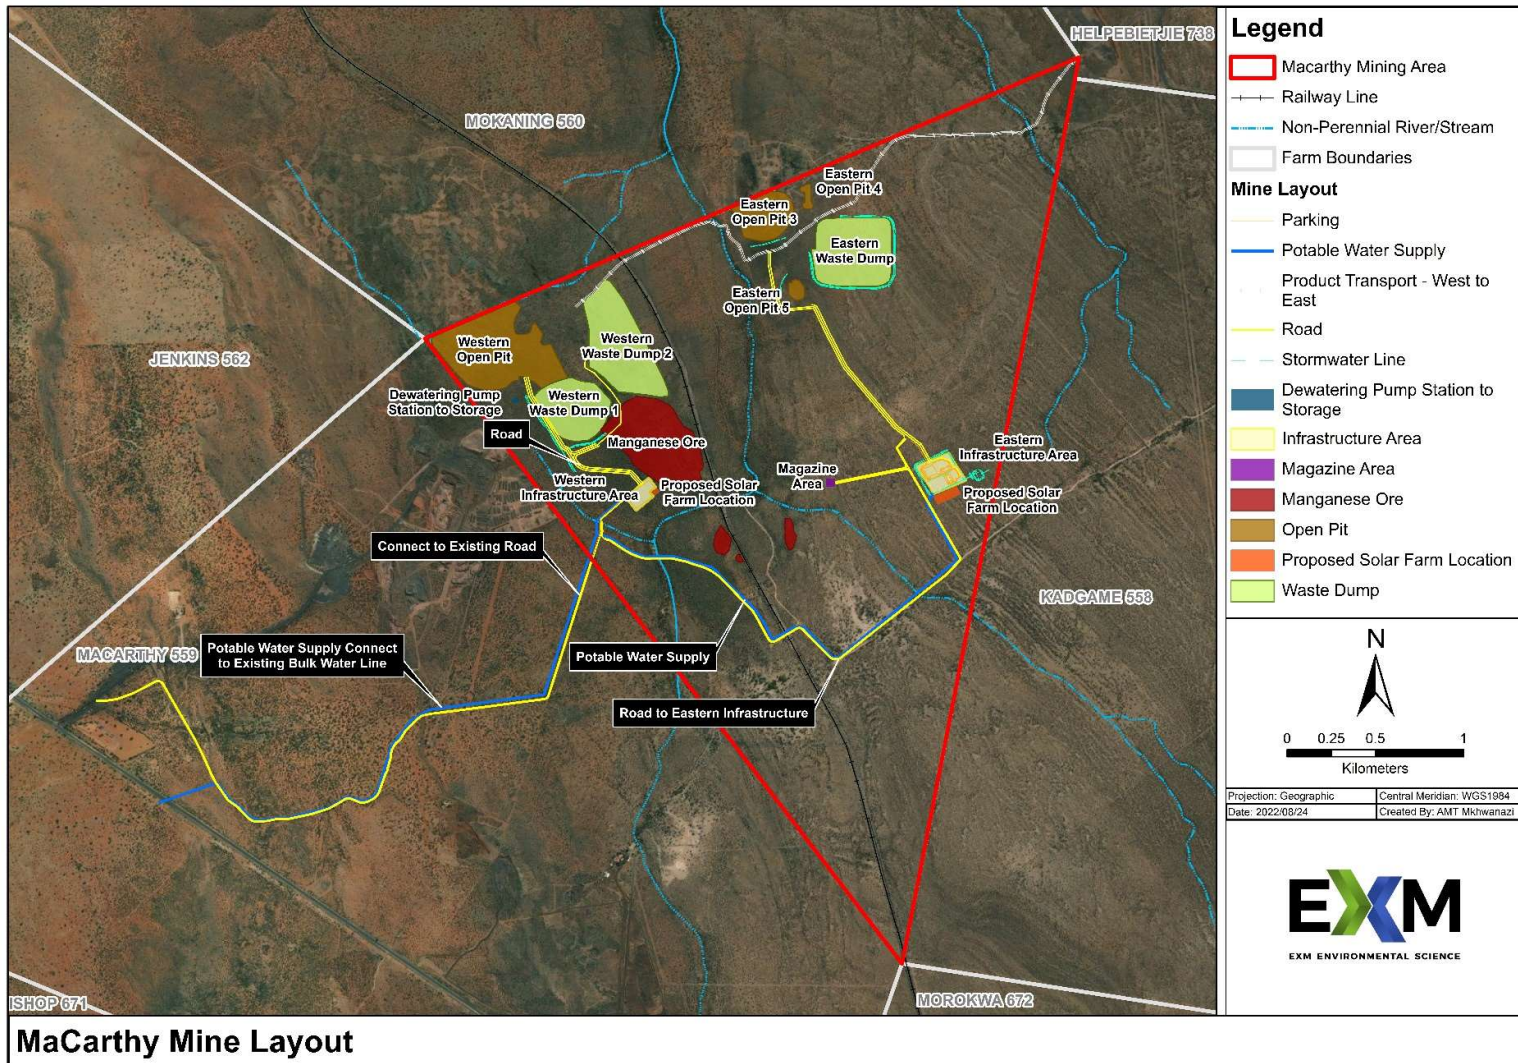 HELPEBIETJIE 738
MOKANING 560
Eastern
Open Pit 4
Eastern
Open Pit 3
Eastern
Waste Dump
Eastern
Open Pit 5
JENKINS 562
Western
Open Pit
Western
Waste Dump 2
Dewatering Pump
Station to Storage
Western
Waste Dump 1
Road
Manganese Ore
Eastern
Infrastructure Area
Magazine
Area
Western
Infrastructure Area
Proposed Solar
Farm Location
Proposed Solar
Farm Location
Connect to Existing Road
KADGAME 558
MACARTHY 559
Potable Water Supply Connect
to Existing Bulk Water Line
Potable Water Supply
Road to Eastern Infrastructure
ISHOP 671
MOROKWA 672
MaCarthy Mine Layout
Legend
Macarthy Mining Area
Railway Line
Non-Perennial River/Stream
Farm Boundaries
Mine Layout
Parking
Potable Water Supply
Product Transport - West to
East
Road
Stormwater Line
Dewatering Pump Station to
Storage
Infrastructure Area
Magazine Area
Manganese Ore
Open Pit
Proposed Solar Farm Location
Waste Dump
N
0 0.25 0.5 1
Kilometers
Projection: Geographic Central Meridian: WGS1984
Date: 2022/08/24 Created By: AMT Mkhwanazi
EXM
EXM ENVIRONMENTAL SCIENCE